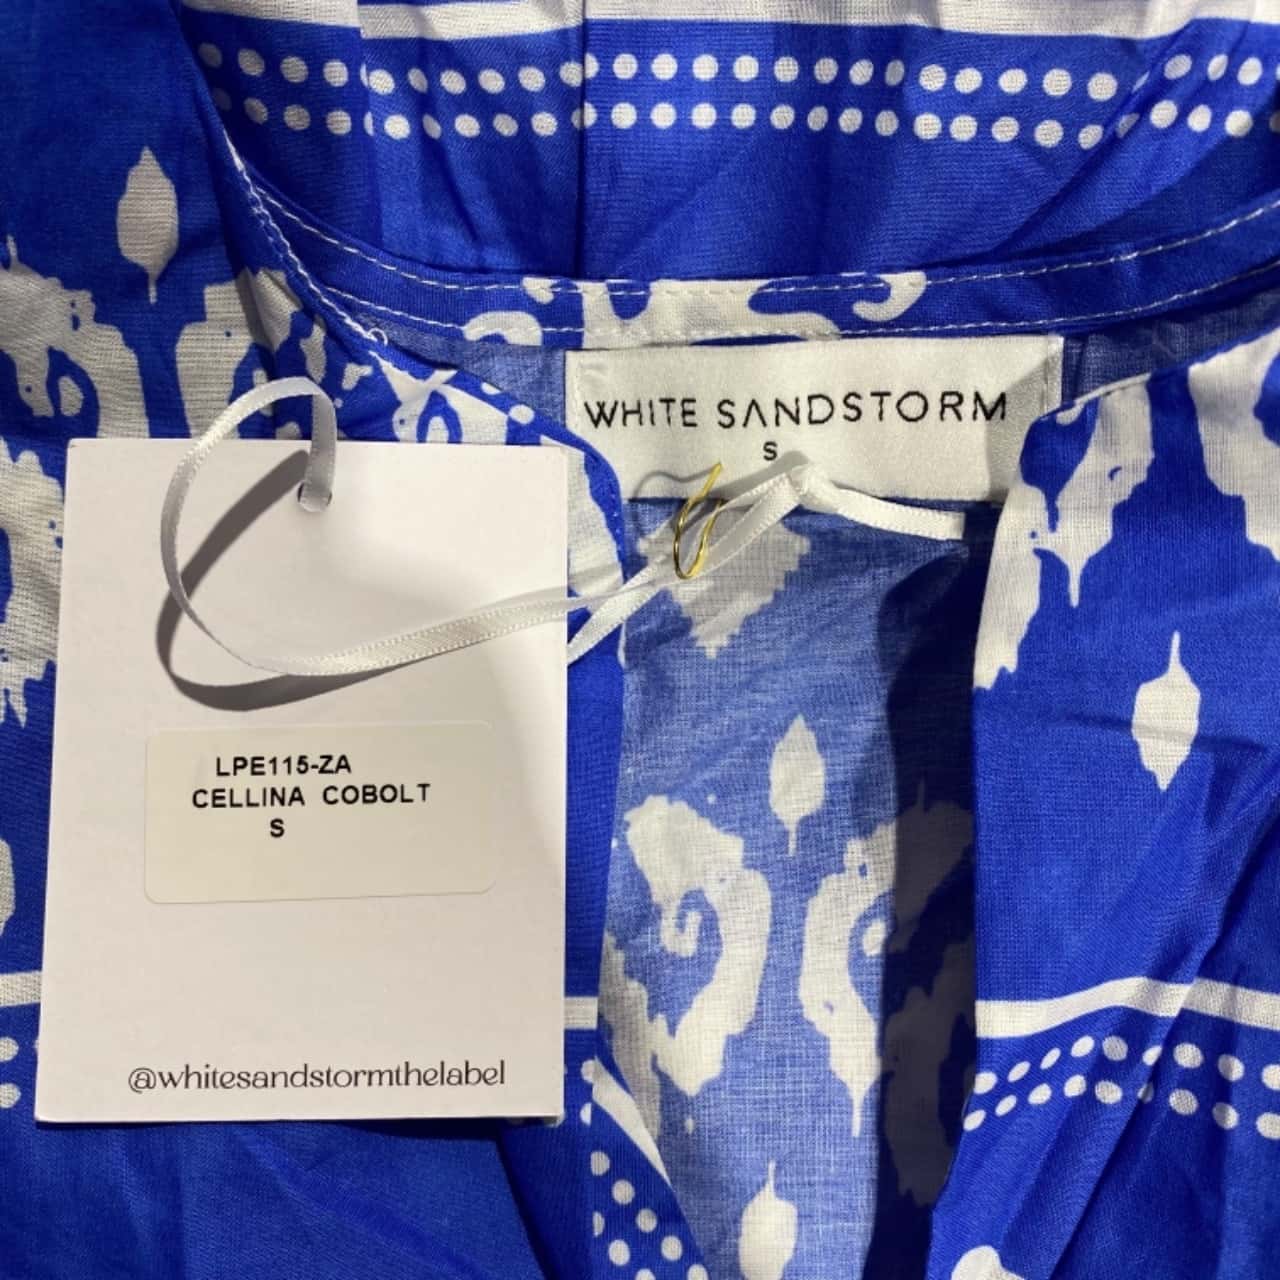 WHITE SANDSTORM
S
LPE115-ZA
CELLINA COBOLT
S
@whitesandstormthelabel